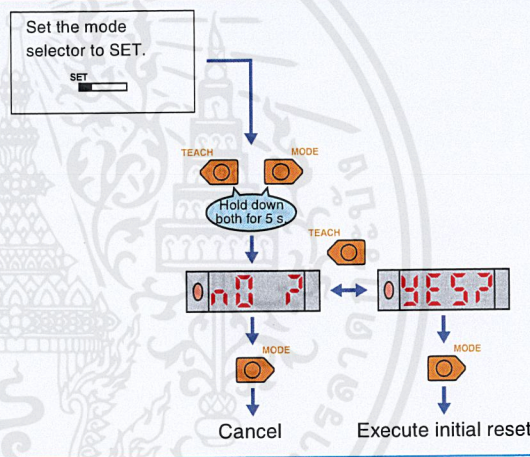 Set the mode
selector to SET.
SET
TEACH
MODE
Hold down
both for 5 s.
TEACH
nO ?
YES?
MODE
MODE
Cancel
Execute initial reset